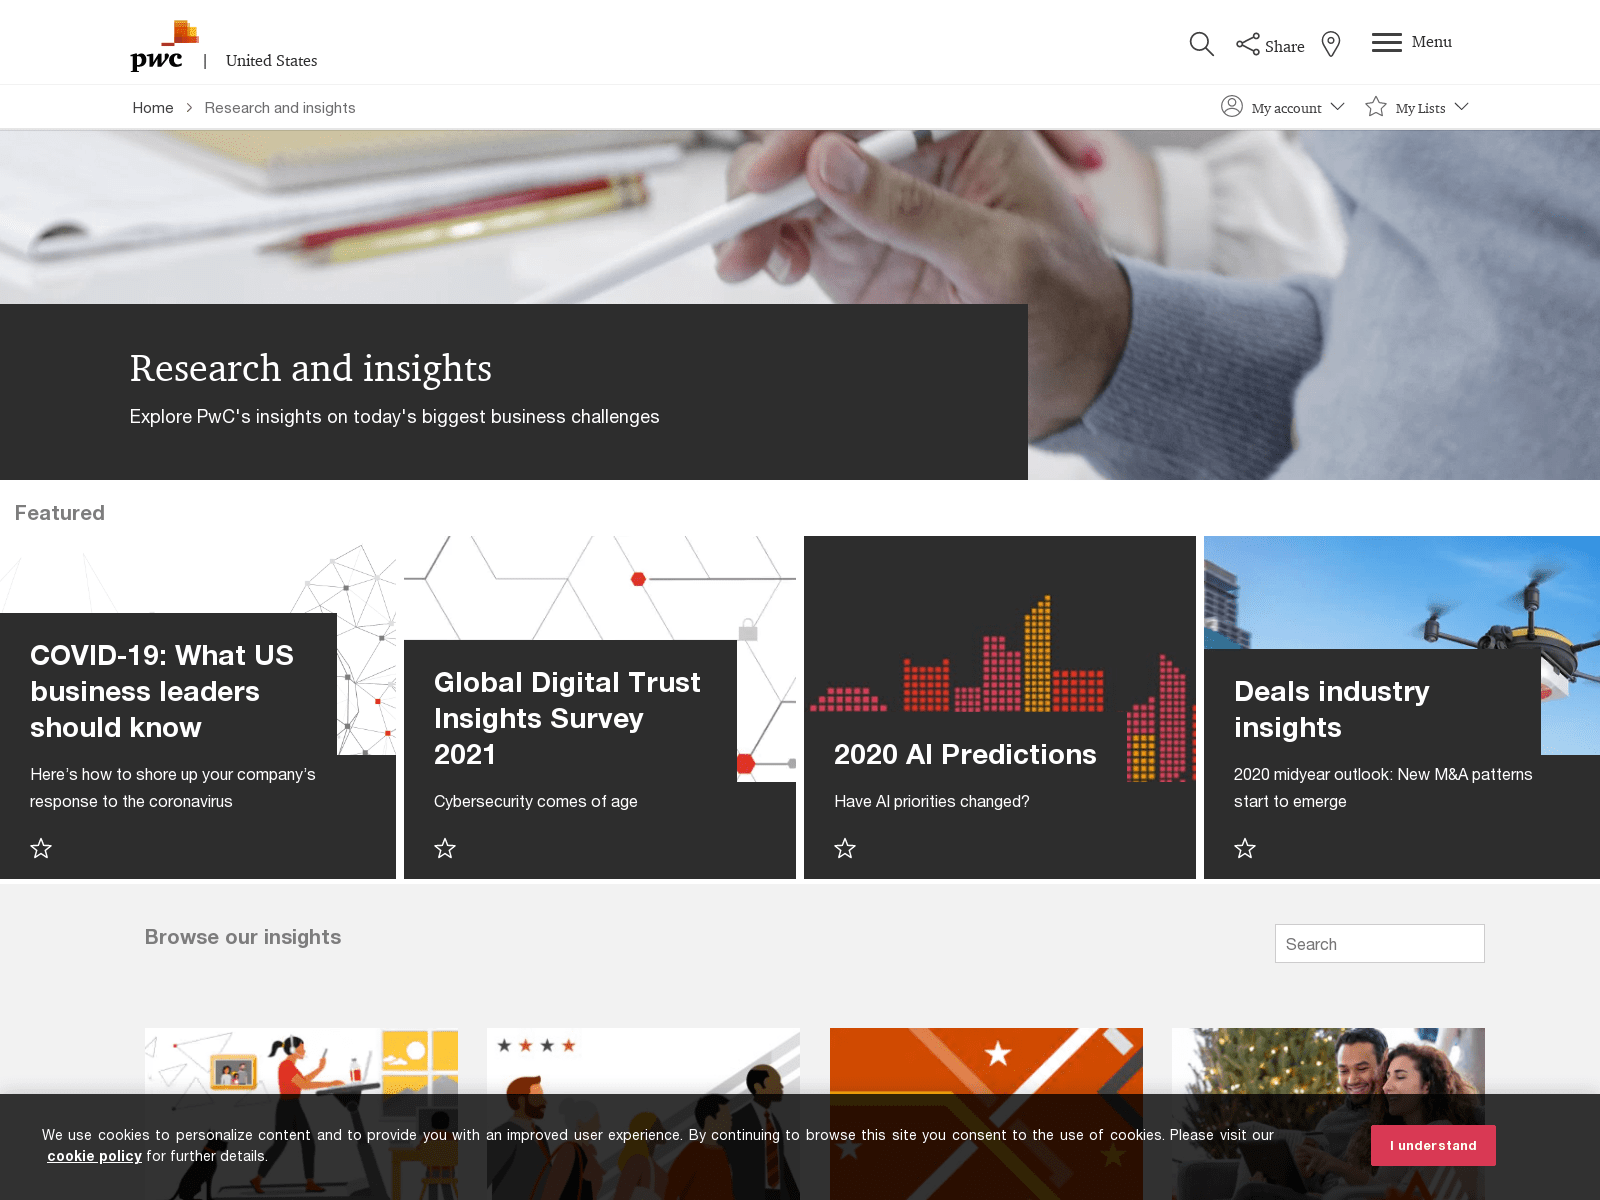 pwc
| United States
Share
Menu
Home > Research and insights
My account
My Lists
Research and insights
Explore PwC's insights on today's biggest business challenges
Featured
COVID-19: What US
business leaders
should know
Here’s how to shore up your company’s
response to the coronavirus
Global Digital Trust
Insights Survey
2021
Cybersecurity comes of age
2020 AI Predictions
Have AI priorities changed?
Deals industry
insights
2020 midyear outlook: New M&A patterns
start to emerge
Browse our insights
Search
We use cookies to personalize content and to provide you with an improved user experience. By continuing to browse this site you consent to the use of cookies. Please visit our
cookie policy for further details.
I understand